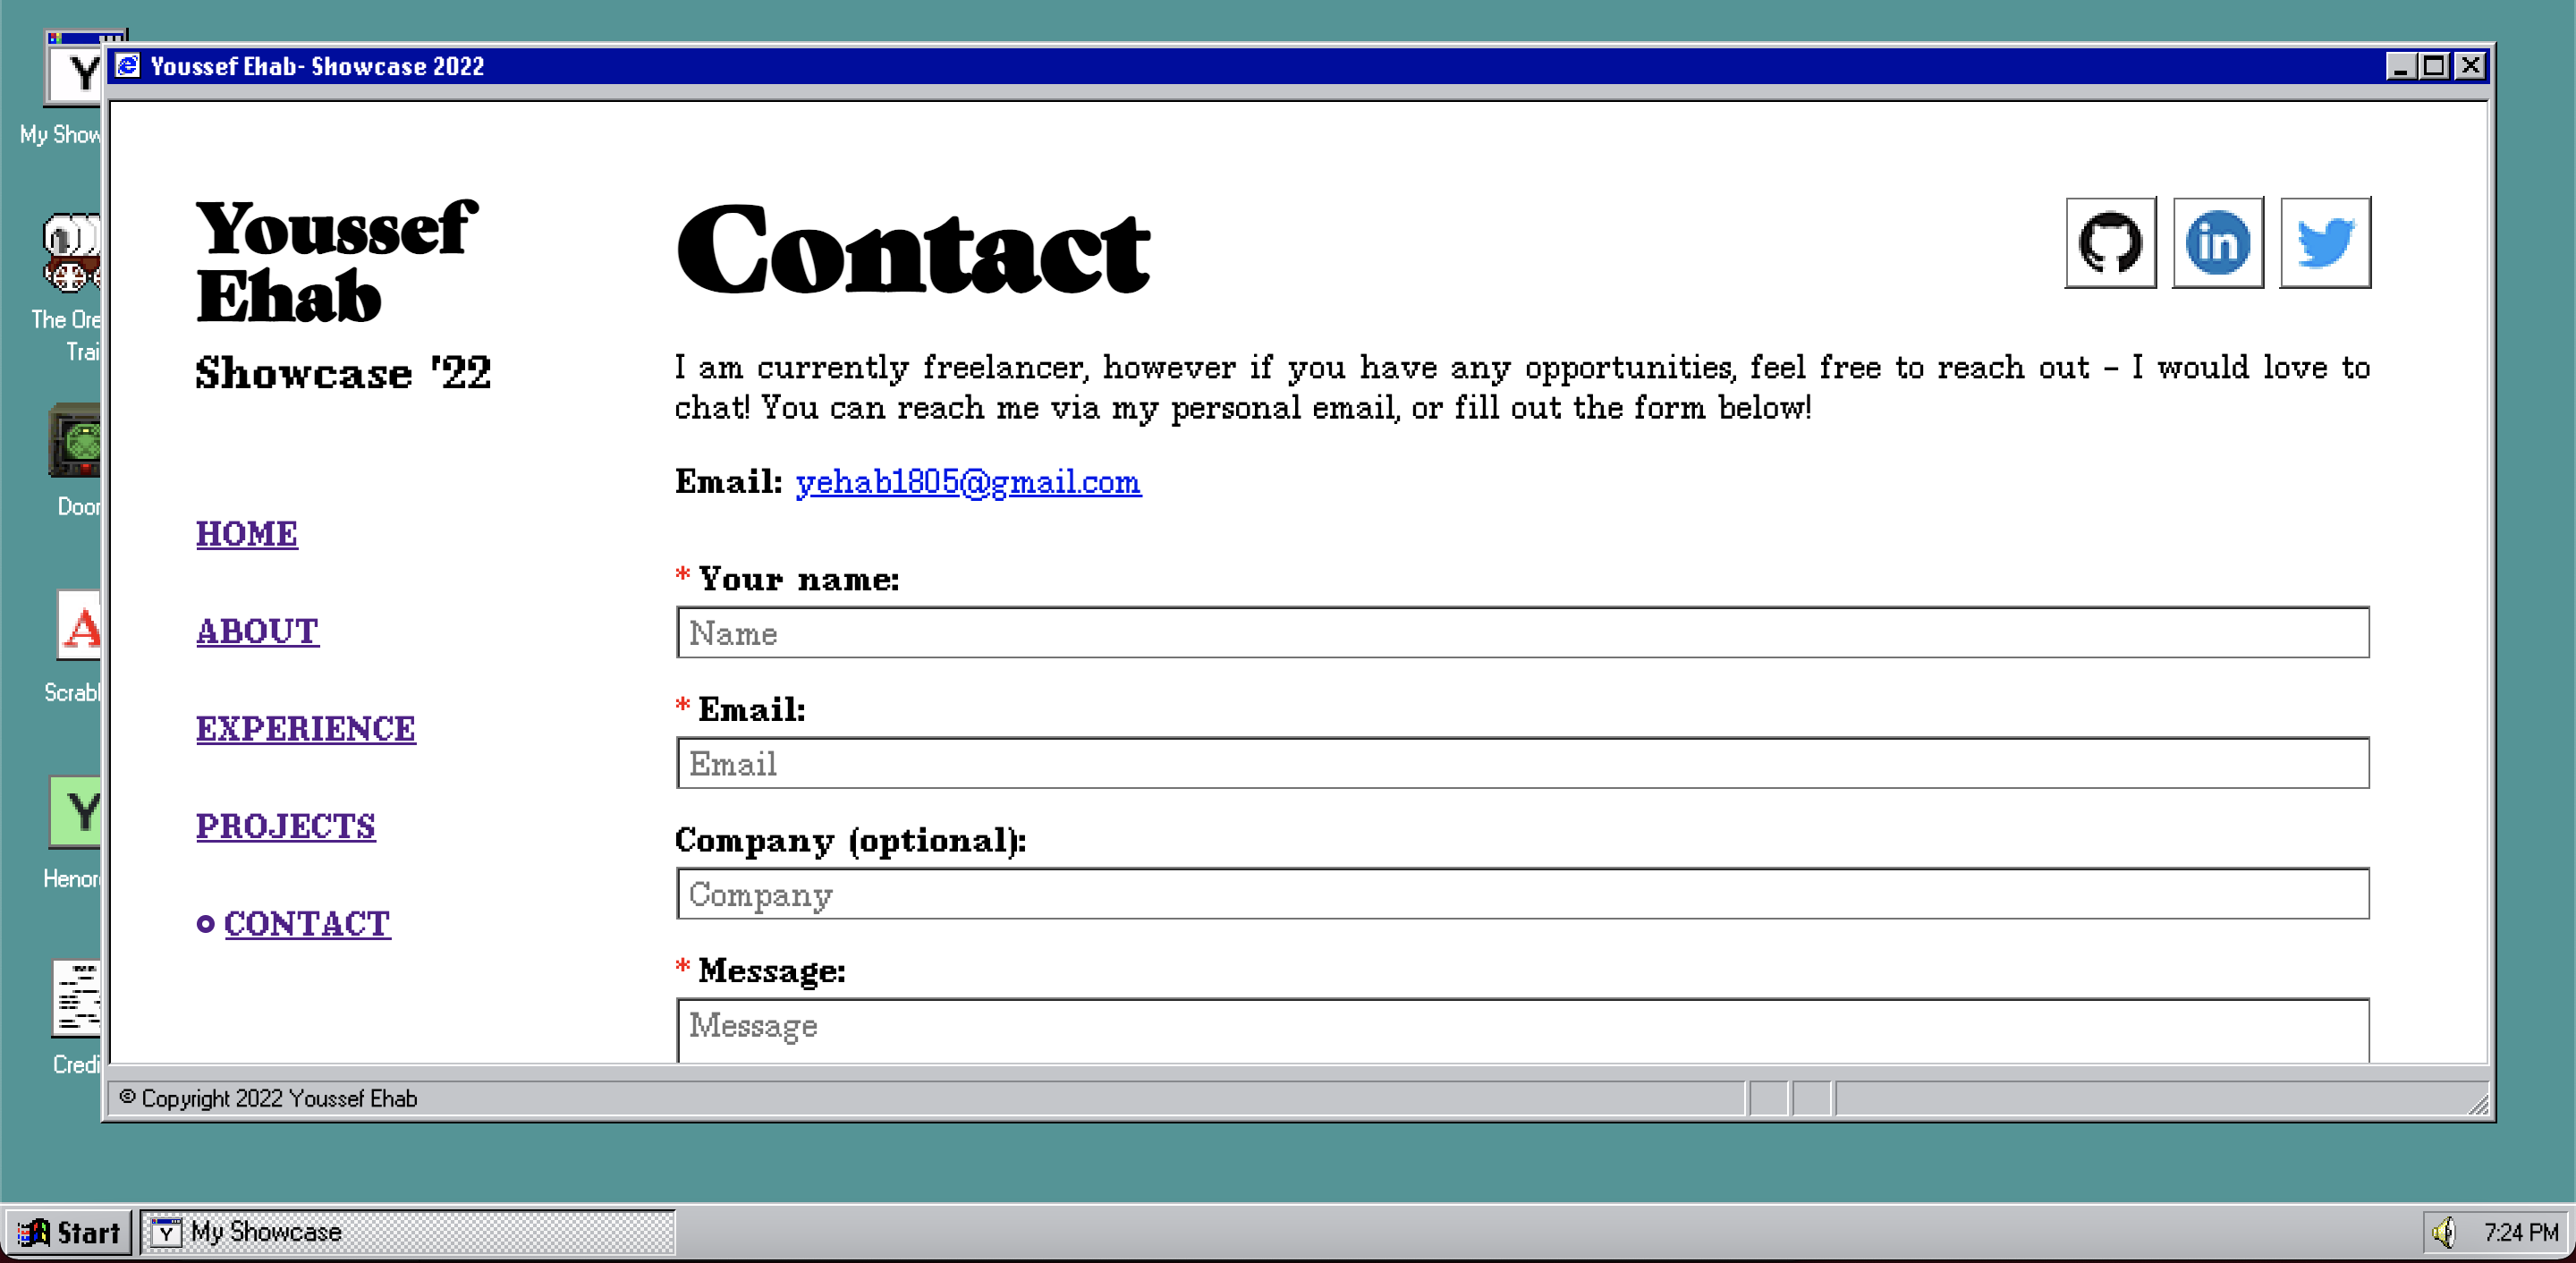 Youssef Ehab- Showcase 2022
Y
My Show
The Ore
Trai
Doo
A
Scrab
Y
Henor
Credi
Youssef
Ehab
Showcase '22
HOME
ABOUT
EXPERIENCE
PROJECTS
CONTACT
Contact
in
I am currently freelancer, however if you have any opportunities, feel free to reach out - I would love to
chat! You can reach me via my personal email, or fill out the form below!
Email: yehab1805@gmail.com
* Your name:
Name
* Email:
Email
Company (optional):
Company
* Message:
Message
© Copyright 2022 Youssef Ehab
Start
Y
My Showcase
7:24 PM